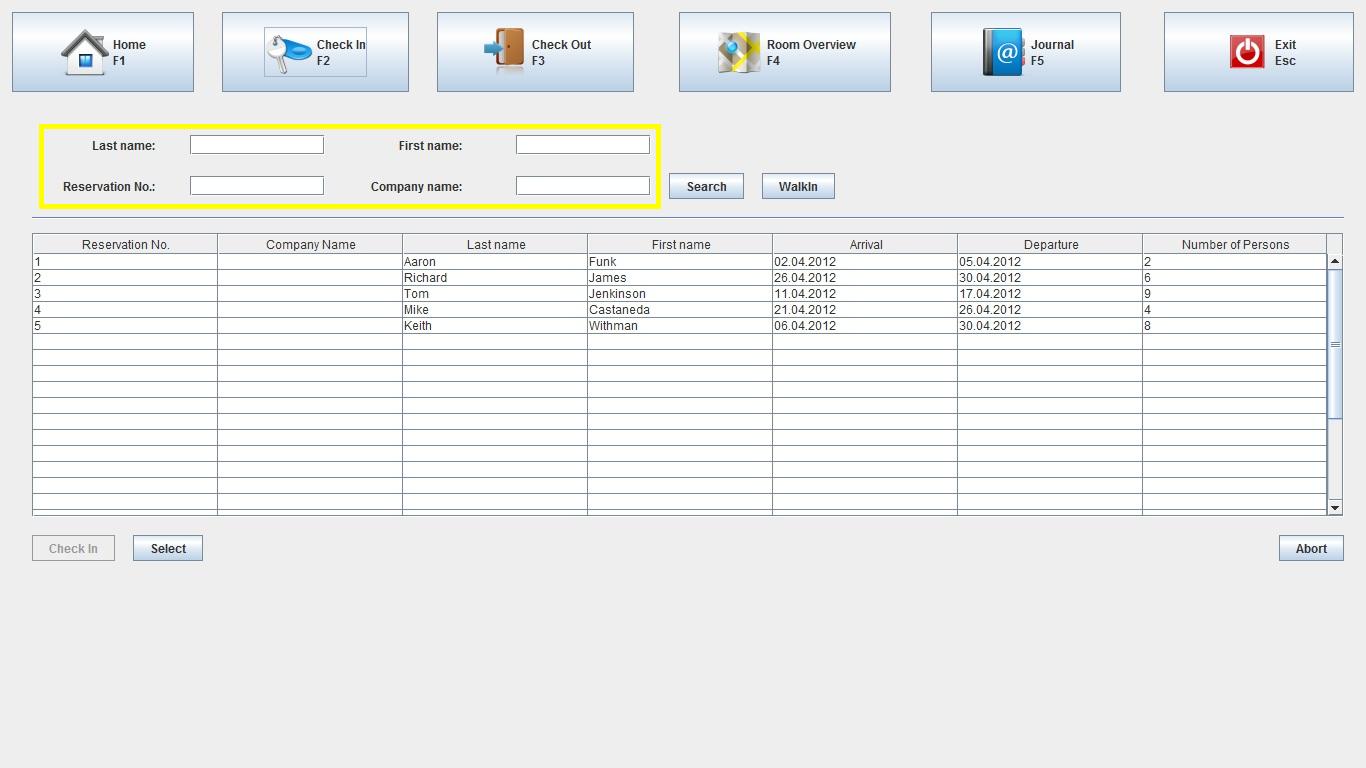 Home
F1
Check In
F2
Check Out
F3
Room Overview
F4
@
Journal
F5
Exit
Esc
Last name:
First name:
Reservation No.:
Company name:
Search
WalkIn
Reservation No. Company Name Last name First name Arrival Departure Number of Persons
1 Aaron Funk 02.04.2012 05.04.2012 2
2 Richard James 26.04.2012 30.04.2012 6
3 Tom Jenkinson 11.04.2012 17.04.2012 9
4 Mike Castaneda 21.04.2012 26.04.2012 4
5 Keith Withman 06.04.2012 30.04.2012 8
Check In
Select
Abort